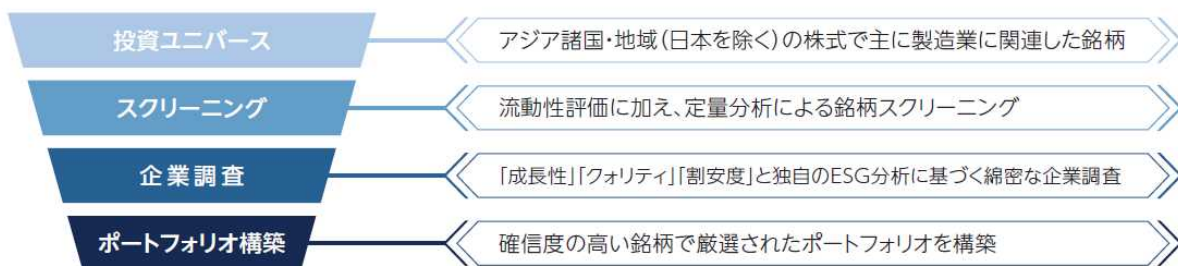 投資ユニバース
アジア諸国・地域(日本を除く)の株式で主に製造業に関連した銘柄
スクリーニング
流動性評価に加え、定量分析による銘柄スクリーニング
企業調査
「成長性」「クォリティ」「割安度」と独自のESG分析に基づく綿密な企業調査
ポートフォリオ構築
確信度の高い銘柄で厳選されたポートフォリオを構築